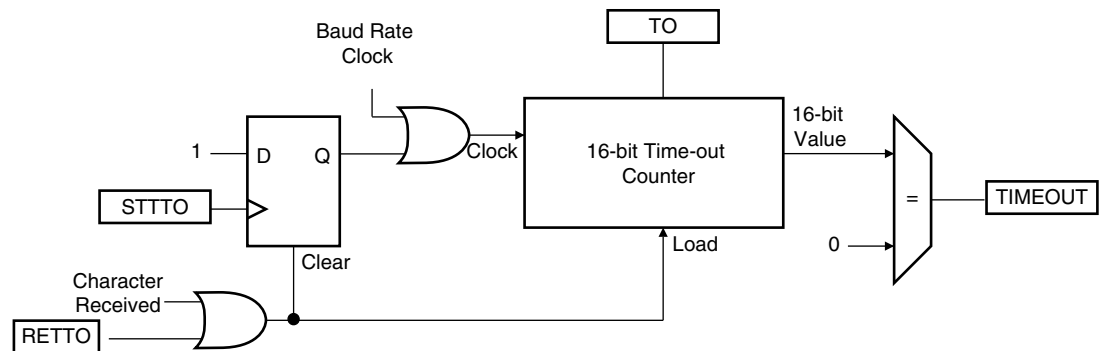 TO
Baud Rate
Clock
16-bit
Value
1
D
Q
Clock
16-bit Time-out
Counter
STTTO
=
TIMEOUT
Clear
Load
0
Character
Received
RETTO